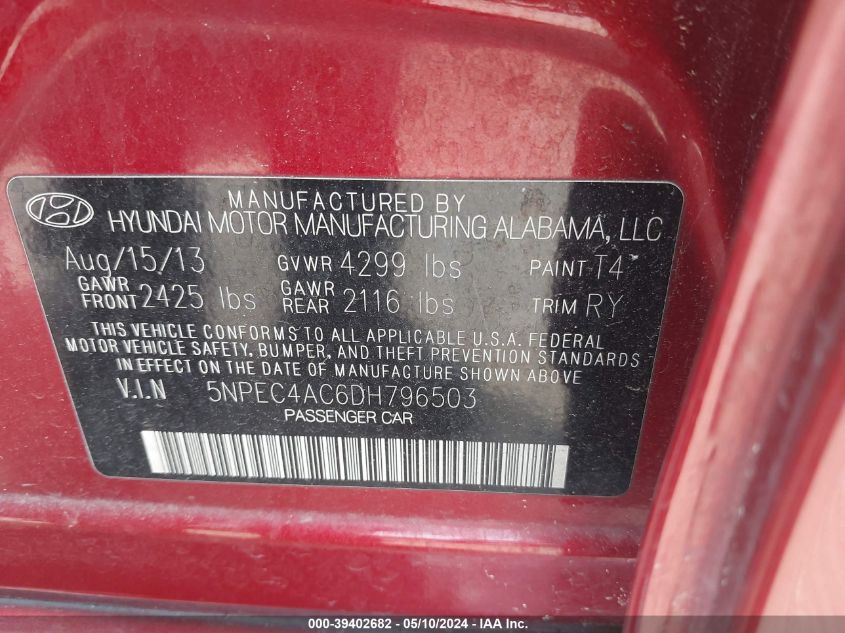 MANUFACTURED BY
HYUNDAI MOTOR MANUFACTURING ALABAMA, LLC
Aug/15/13 GVWR 4299 lbs PAINT T4
GAWR FRONT 2425 lbs GAWR REAR 2116 lbs TRIM RY
THIS VEHICLE CONFORMS TO ALL APPLICABLE U.S.A. FEDERAL
MOTOR VEHICLE SAFETY, BUMPER, AND THEFT PREVENTION STANDARDS
IN EFFECT ON THE DATE OF MANUFACTURE SHOWN ABOVE.
V.I.N 5NPEC4AC6DH796503
PASSENGER CAR
000-39402682 - 05/10/2024 - IAA Inc.